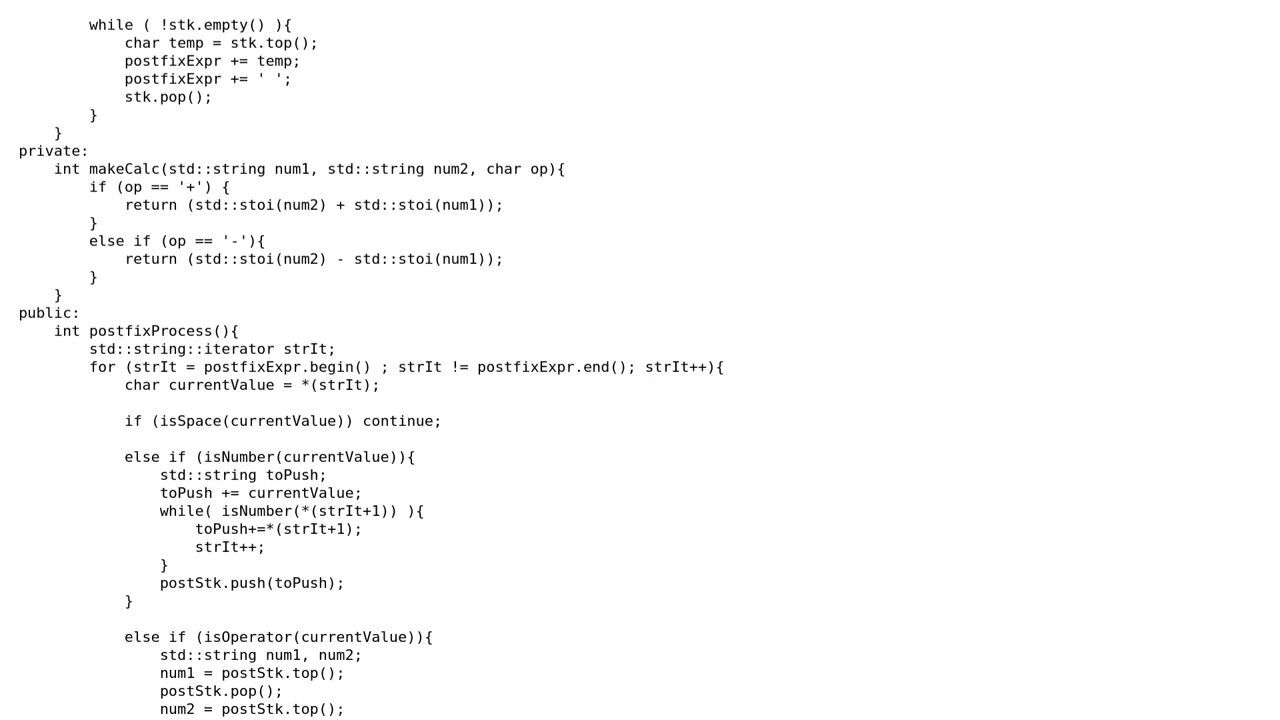 while ( !stk.empty() ){
char temp = stk.top();
postfixExpr += temp;
postfixExpr += ' ';
stk.pop();
}
}
private:
int makeCalc(std::string num1, std::string num2, char op){
if (op == '+') {
return (std::stoi(num2) + std::stoi(num1));
}
else if (op == '-'){
return (std::stoi(num2) - std::stoi(num1));
}
}
public:
int postfixProcess(){
std::string::iterator strIt;
for (strIt = postfixExpr.begin() ; strIt != postfixExpr.end(); strIt++){
char currentValue = *(strIt);
if (isSpace(currentValue)) continue;
else if (isNumber(currentValue)){
std::string toPush;
toPush += currentValue;
while( isNumber(*(strIt+1)) ){
toPush+=*(strIt+1);
strIt++;
}
postStk.push(toPush);
}
else if (isOperator(currentValue)){
std::string num1, num2;
num1 = postStk.top();
postStk.pop();
num2 = postStk.top();